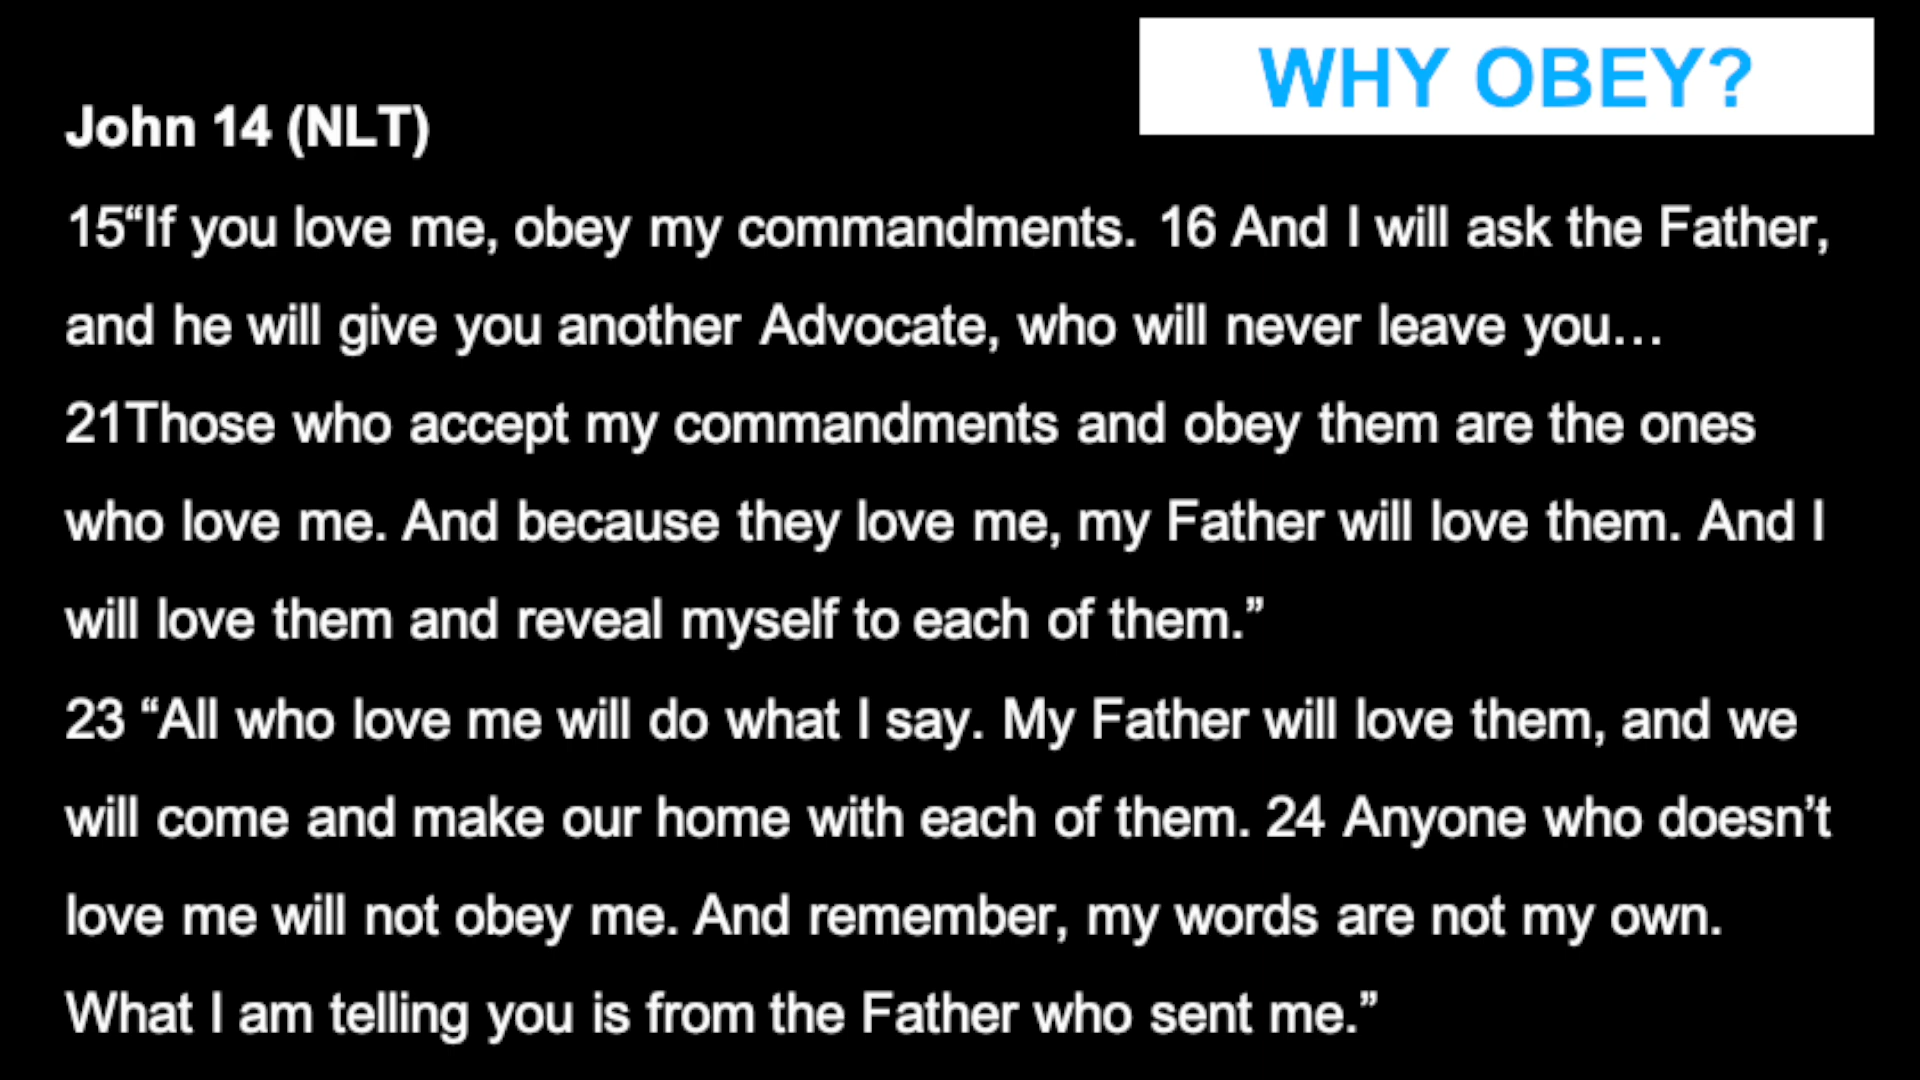 WHY OBEY?
John 14 (NLT)
15“If you love me, obey my commandments. 16 And I will ask the Father,
and he will give you another Advocate, who will never leave you…
21Those who accept my commandments and obey them are the ones
who love me. And because they love me, my Father will love them. And I
will love them and reveal myself to each of them.”
23 “All who love me will do what I say. My Father will love them, and we
will come and make our home with each of them. 24 Anyone who doesn’t
love me will not obey me. And remember, my words are not my own.
What I am telling you is from the Father who sent me.”